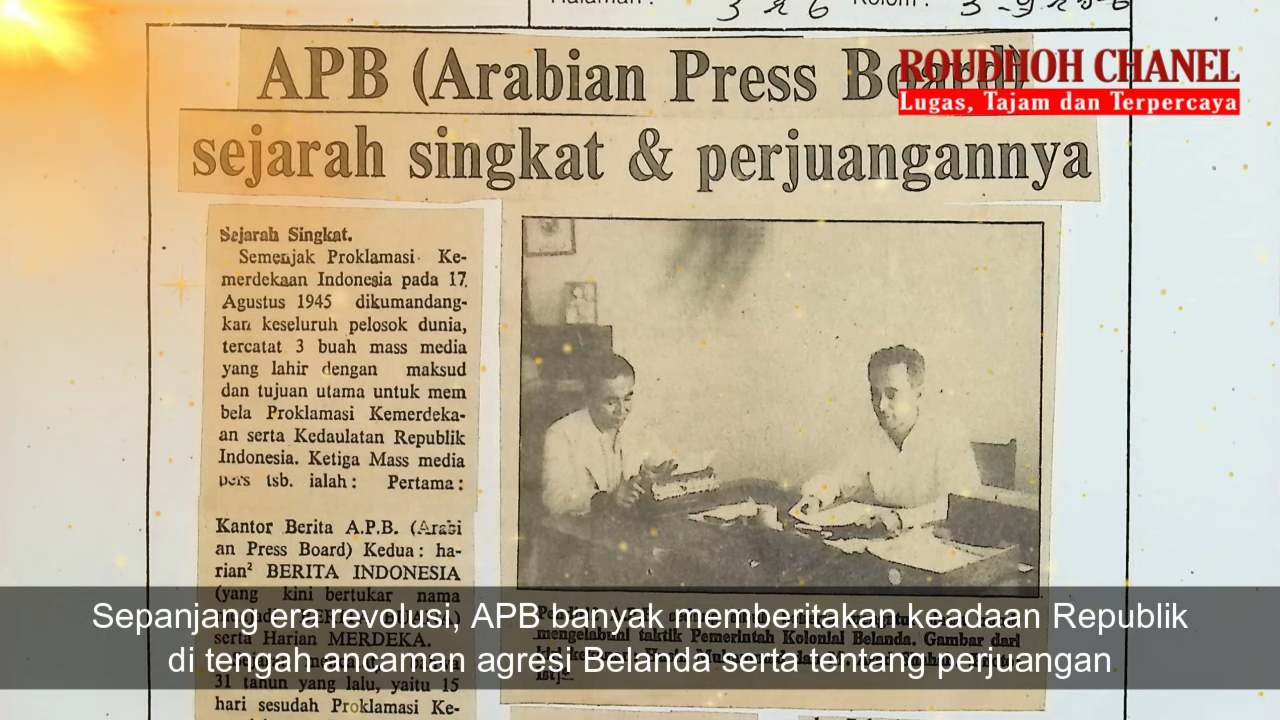 Halaman : 3 Kolom : 3-9
APB (Arabian Press Board)
ROUDHOH CHANEL
Lugas, Tajam dan Terpercaya
sejarah singkat & perjuangannya
Sejarah Singkat.
Semenjak Proklamasi Ke-
merdekaan Indonesia pada 17
Agustus 1945 dikumandang-
kan keseluruh pelosok dunia,
tercatat 3 buah mass media
yang lahir dengan maksud
dan tujuan utama untuk mem
bela Proklamasi Kemerdeka-
an serta Kedaulatan Republik
Indonesia. Ketiga Mass media
pers tsb. ialah : Pertama :
Kantor Berita A.P.B. (Arabi
an Press Board) Kedua : ha-
rian² BERITA INDONESIA
(yang kini bertukar nama
serta Harian MERDEKA.
31 tahun yang lalu, yaitu 15
hari sesudah Proklamasi Ke-
mengelabui taktik Pemerintah Kolonial Belanda. Gambar dari
Sepanjang era revolusi, APB banyak memberitakan keadaan Republik
di tengah ancaman agresi Belanda serta tentang perjuangan